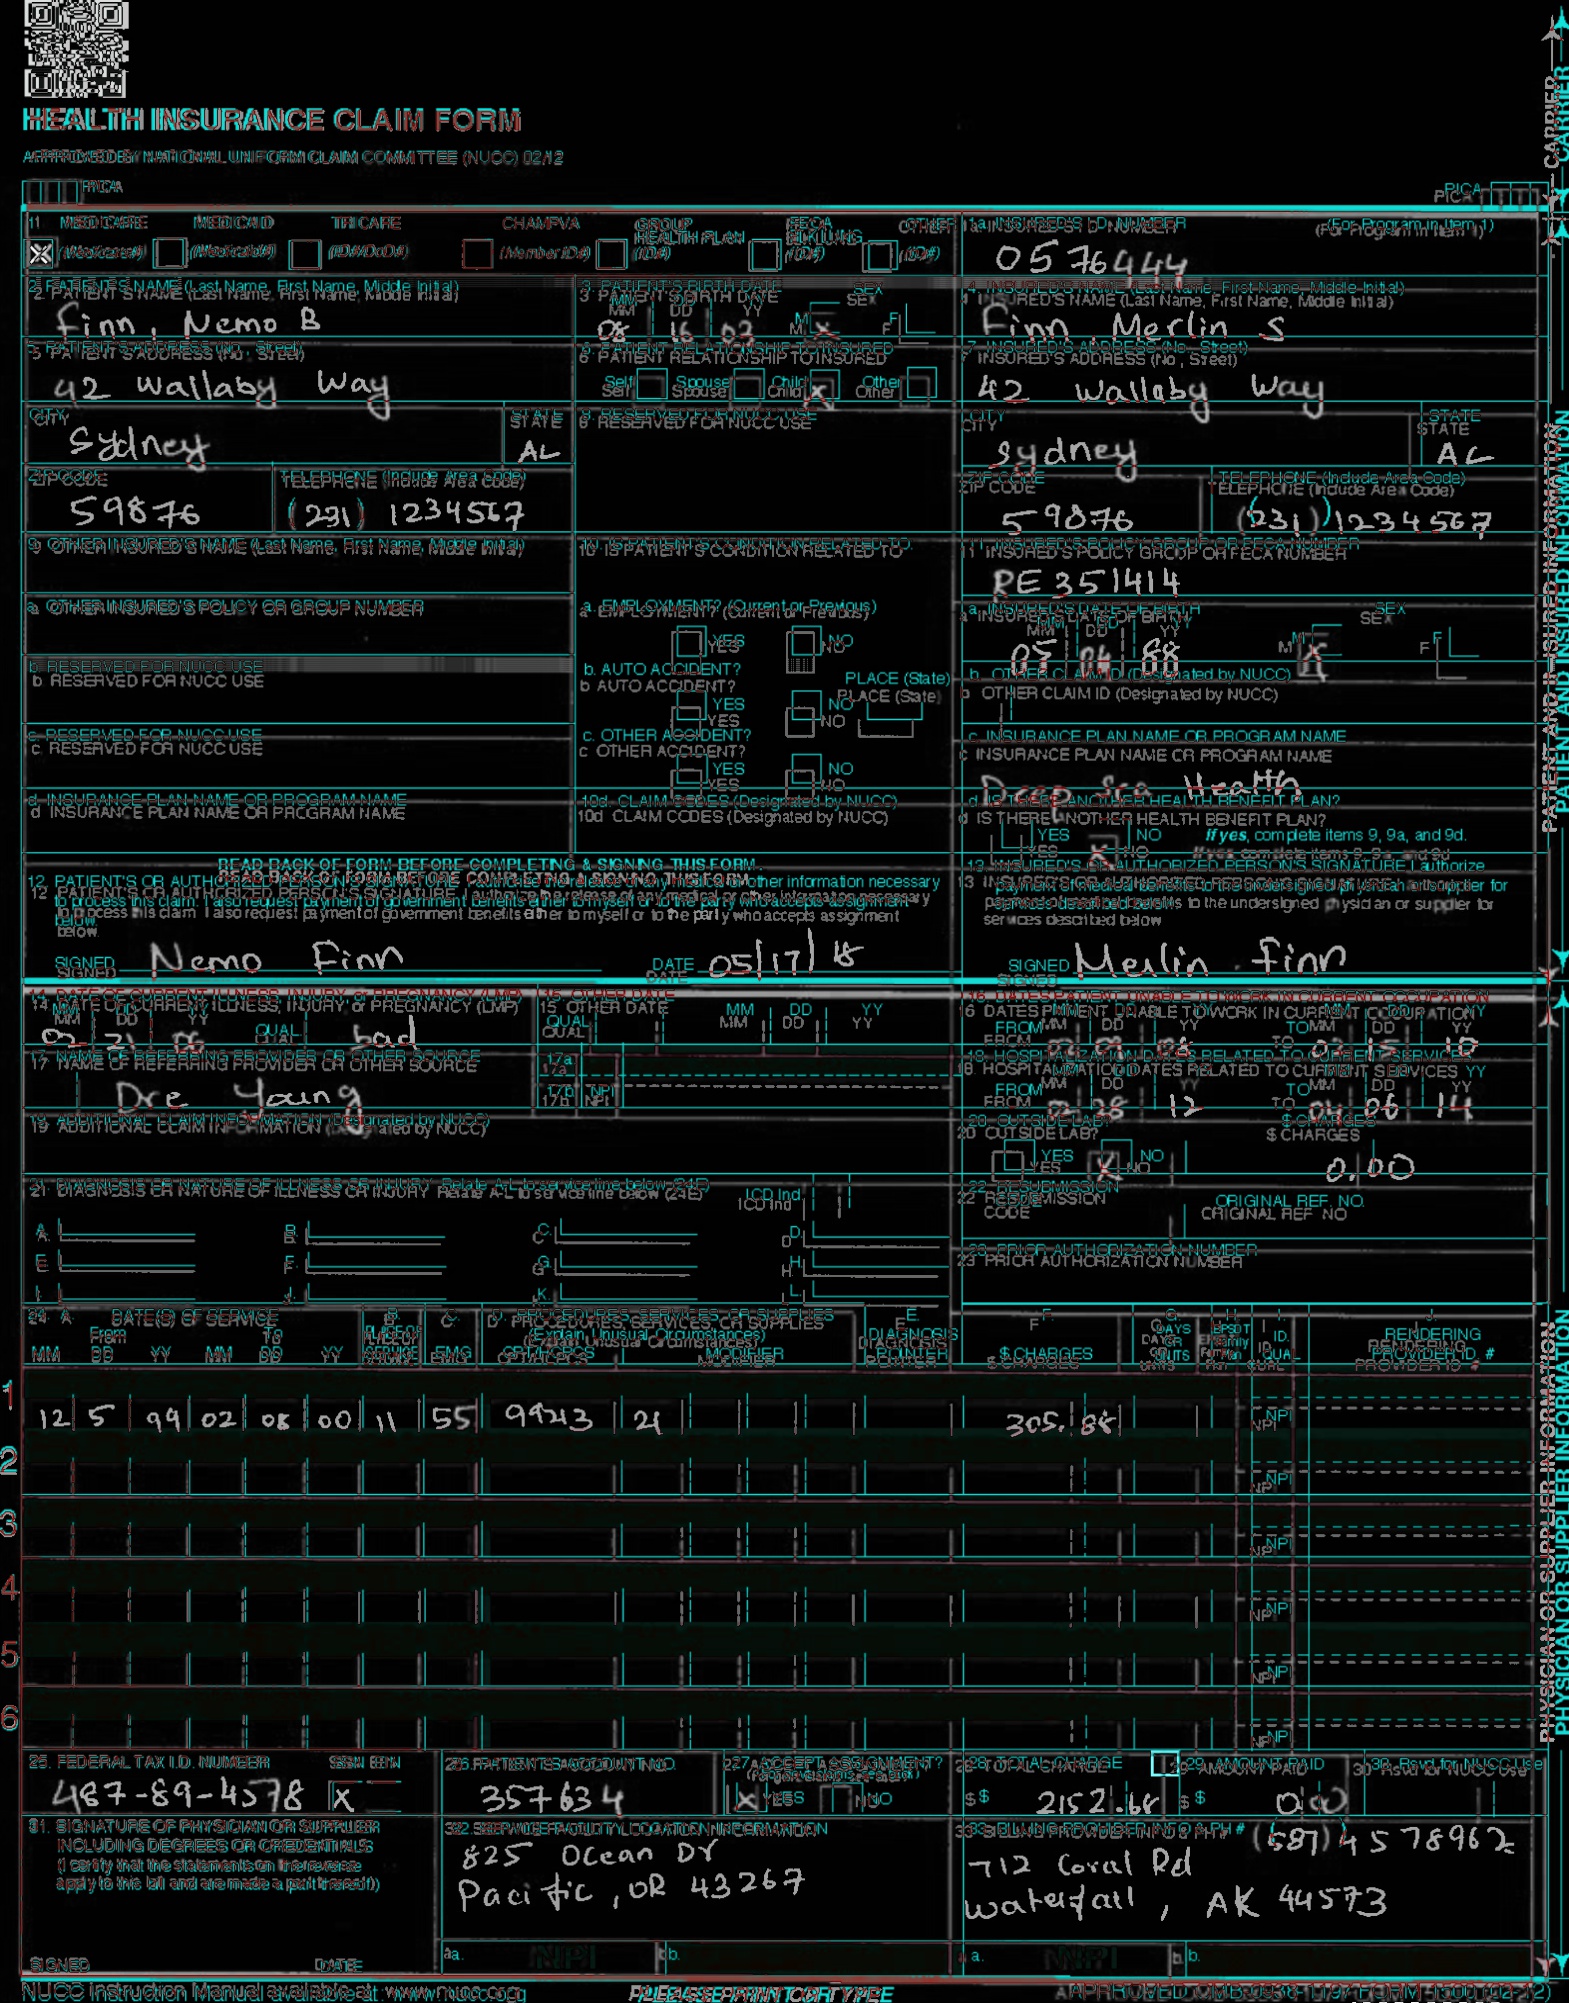 HEALTH INSURANCE CLAIM FORM
APPROVED BY NATIONAL UNIFORM CLAIM COMMITTEE (NUCC) 02/12
PICA PICA
1. MEDICARE MEDICAID TRICARE CHAMPVA GROUP HEALTH PLAN FECA BLK LUNG OTHER 1a. INSURED'S I.D. NUMBER (For Program in Item 1)
(Medicare#) (Medicaid#) (ID#/DoD#) (Member ID#) (ID#) (ID#) (ID#)
0576444
2. PATIENT'S NAME (Last Name, First Name, Middle Initial) 3. PATIENT'S BIRTH DATE SEX 4. INSURED'S NAME (Last Name, First Name, Middle Initial)
MM DD YY
Finn, Nemo B 08 16 02 M X F Finn, Merlin S
5. PATIENT'S ADDRESS (No., Street) 6. PATIENT RELATIONSHIP TO INSURED 7. INSURED'S ADDRESS (No., Street)
42 Wallaby Way Self Spouse Child X Other 42 Wallaby Way
CITY STATE 8. RESERVED FOR NUCC USE CITY STATE
Sydney AL Sydney AL
ZIP CODE TELEPHONE (Include Area Code) ZIP CODE TELEPHONE (Include Area Code)
59876 (231) 1234567 59876 (231) 1234567
9. OTHER INSURED'S NAME (Last Name, First Name, Middle Initial) 10. IS PATIENT'S CONDITION RELATED TO: 11. INSURED'S POLICY GROUP OR FECA NUMBER
RE351414
a. OTHER INSURED'S POLICY OR GROUP NUMBER a. EMPLOYMENT? (Current or Previous) a. INSURED'S DATE OF BIRTH SEX
MM DD YY
YES NO 05 04 88 M X F
b. RESERVED FOR NUCC USE b. AUTO ACCIDENT? PLACE (State) b. OTHER CLAIM ID (Designated by NUCC)
YES NO
c. RESERVED FOR NUCC USE c. OTHER ACCIDENT? c. INSURANCE PLAN NAME OR PROGRAM NAME
YES NO Deep Sea Health
d. INSURANCE PLAN NAME OR PROGRAM NAME 10d. CLAIM CODES (Designated by NUCC) d. IS THERE ANOTHER HEALTH BENEFIT PLAN?
YES X NO If yes, complete items 9, 9a, and 9d.
READ BACK OF FORM BEFORE COMPLETING & SIGNING THIS FORM.
12. PATIENT'S OR AUTHORIZED PERSON'S SIGNATURE I authorize the release of any medical or other information necessary
to process this claim. I also request payment of government benefits either to myself or to the party who accepts assignment
below.
13. INSURED'S OR AUTHORIZED PERSON'S SIGNATURE I authorize
payment of medical benefits to the undersigned physician or supplier for
services described below.
SIGNED Nemo Finn DATE 05/17/18 SIGNED Merlin Finn
14. DATE OF CURRENT ILLNESS, INJURY, or PREGNANCY (LMP) 15. OTHER DATE 16. DATES PATIENT UNABLE TO WORK IN CURRENT OCCUPATION
MM DD YY QUAL. bad QUAL. MM DD YY FROM MM DD YY TO MM DD YY
17. NAME OF REFERRING PROVIDER OR OTHER SOURCE 17a. 18. HOSPITALIZATION DATES RELATED TO CURRENT SERVICES
Dre Young 17b. NPI FROM MM DD YY TO MM DD YY
02 28 12 04 06 14
19. ADDITIONAL CLAIM INFORMATION (Designated by NUCC) 20. OUTSIDE LAB? $ CHARGES
YES X NO 0.00
21. DIAGNOSIS OR NATURE OF ILLNESS OR INJURY Relate A-L to service line below (24E) ICD Ind. 22. RESUBMISSION CODE ORIGINAL REF. NO.
A. B. C. D.
E. F. G. H. 23. PRIOR AUTHORIZATION NUMBER
I. J. K. L.
24. A. DATE(S) OF SERVICE B. C. D. PROCEDURES, SERVICES, OR SUPPLIES E. F. G. H. I. J.
From To PLACE OF (Explain Unusual Circumstances) DIAGNOSIS DAYS OR EPSDT Family ID. RENDERING
MM DD YY MM DD YY SERVICE EMG CPT/HCPCS MODIFIER POINTER $ CHARGES UNITS Plan QUAL. PROVIDER ID. #
1 12 5 99 02 08 00 11 55 99213 21 305. 88 NPI
2 NPI
3 NPI
4 NPI
5 NPI
6 NPI
25. FEDERAL TAX I.D. NUMBER SSN EIN 26. PATIENT'S ACCOUNT NO. 27. ACCEPT ASSIGNMENT? 28. TOTAL CHARGE 29. AMOUNT PAID 30. Rsvd for NUCC Use
487-89-4578 X 357634 X YES NO $ 2152.68 $ 0.00
31. SIGNATURE OF PHYSICIAN OR SUPPLIER
INCLUDING DEGREES OR CREDENTIALS
(I certify that the statements on the reverse
apply to this bill and are made a part thereof.)
SIGNED DATE
32. SERVICE FACILITY LOCATION INFORMATION
825 Ocean Dr
Pacific, OR 43267
a. NPI b.
33. BILLING PROVIDER INFO & PH # (587) 4578962
712 Coral Rd
Waterfall, AK 44573
a. NPI b.
NUCC Instruction Manual available at: www.nucc.org PLEASE PRINT OR TYPE
CARRIER
PATIENT AND INSURED INFORMATION
PHYSICIAN OR SUPPLIER INFORMATION